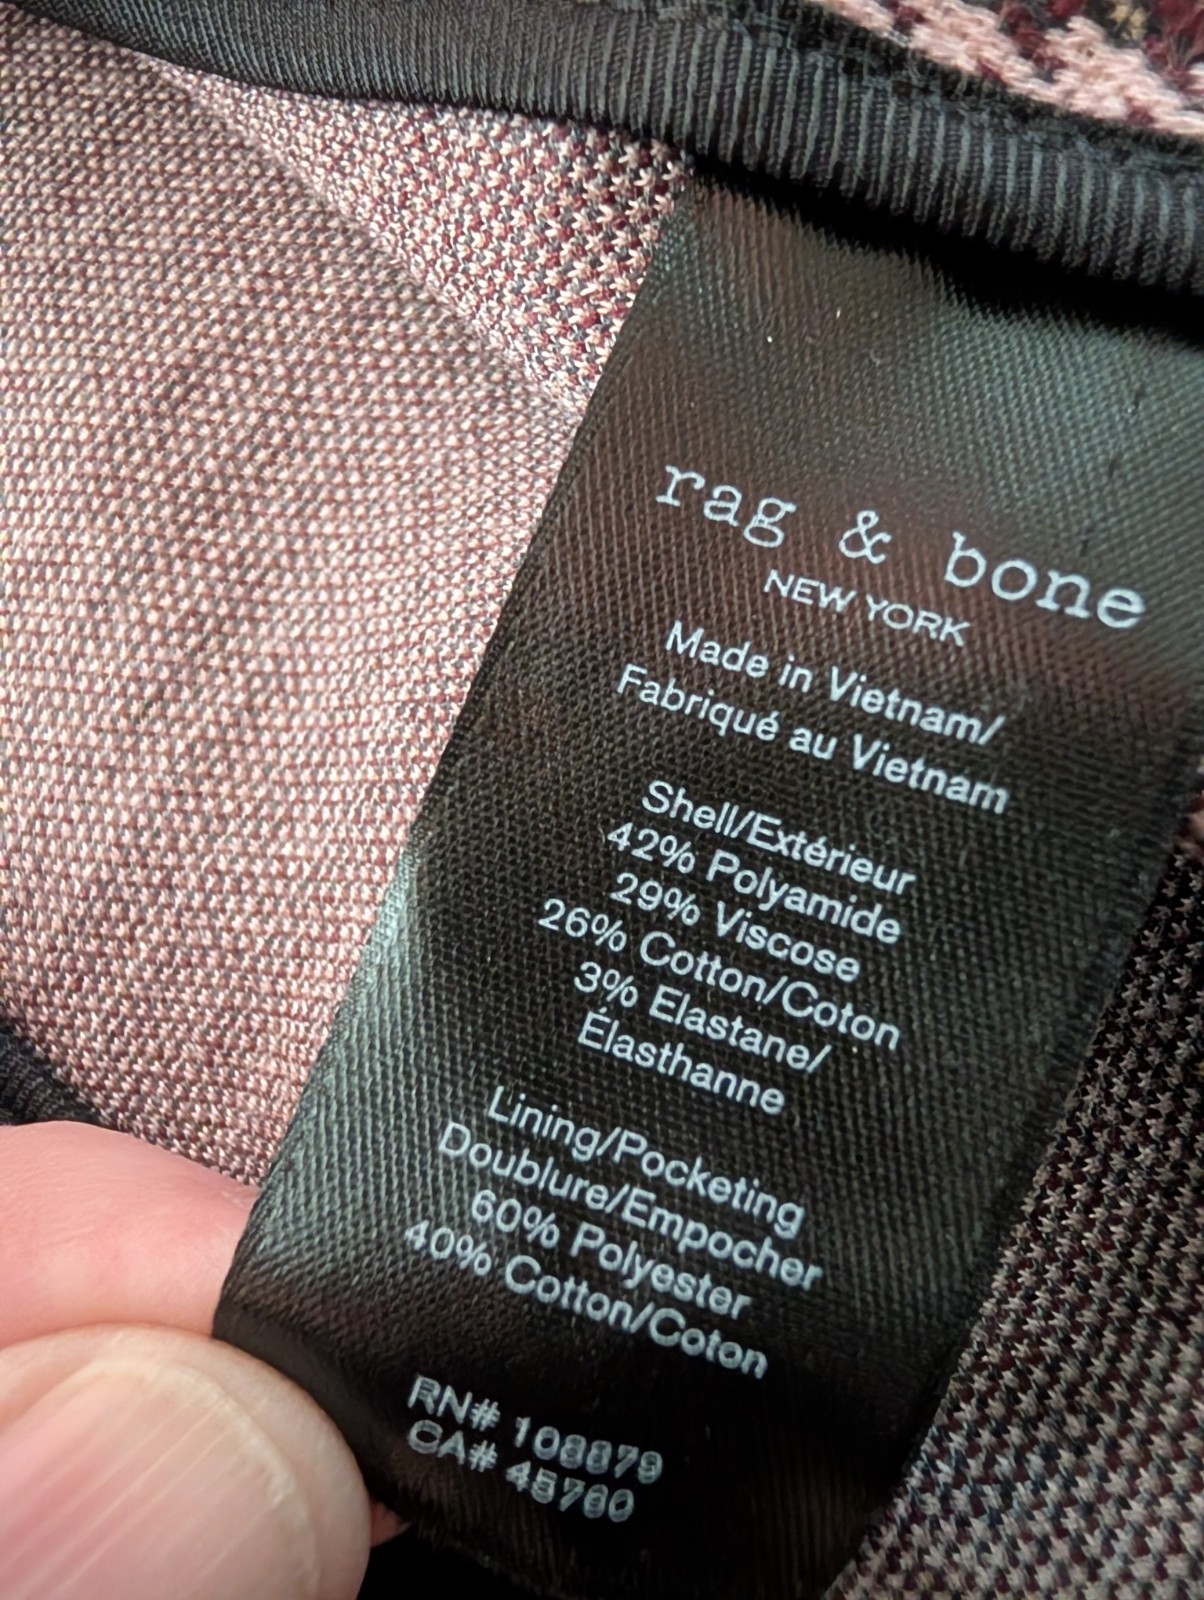 rag & bone
NEW YORK
Made in Vietnam/
Fabriqué au Vietnam
Shell/Extérieur
42% Polyamide
29% Viscose
26% Cotton/Coton
3% Elastane/
Élasthanne
Lining/Pocketing
Doublure/Empocher
60% Polyester
40% Cotton/Coton
RN# 108879
CA# 45780